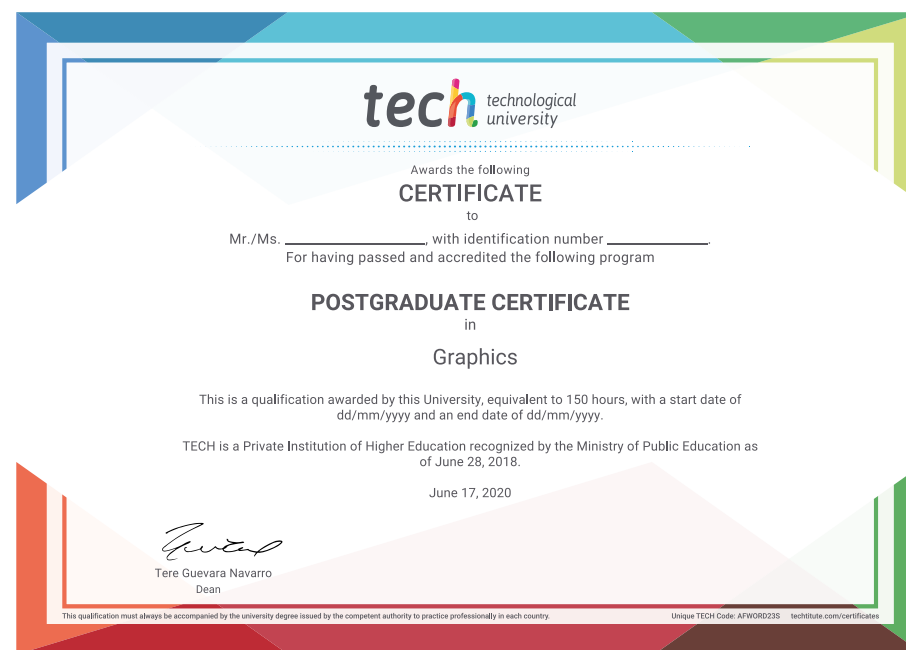 tech technological
university
Awards the following
CERTIFICATE
to
Mr./Ms. ____________________, with identification number ______________.
For having passed and accredited the following program
POSTGRADUATE CERTIFICATE
in
Graphics
This is a qualification awarded by this University, equivalent to 150 hours, with a start date of
dd/mm/yyyy and an end date of dd/mm/yyyy.
TECH is a Private Institution of Higher Education recognized by the Ministry of Public Education as
of June 28, 2018.
June 17, 2020
Tere Guevara Navarro
Dean
This qualification must always be accompanied by the university degree issued by the competent authority to practice professionally in each country.
Unique TECH Code: AFWORD23S techtitute.com/certificates